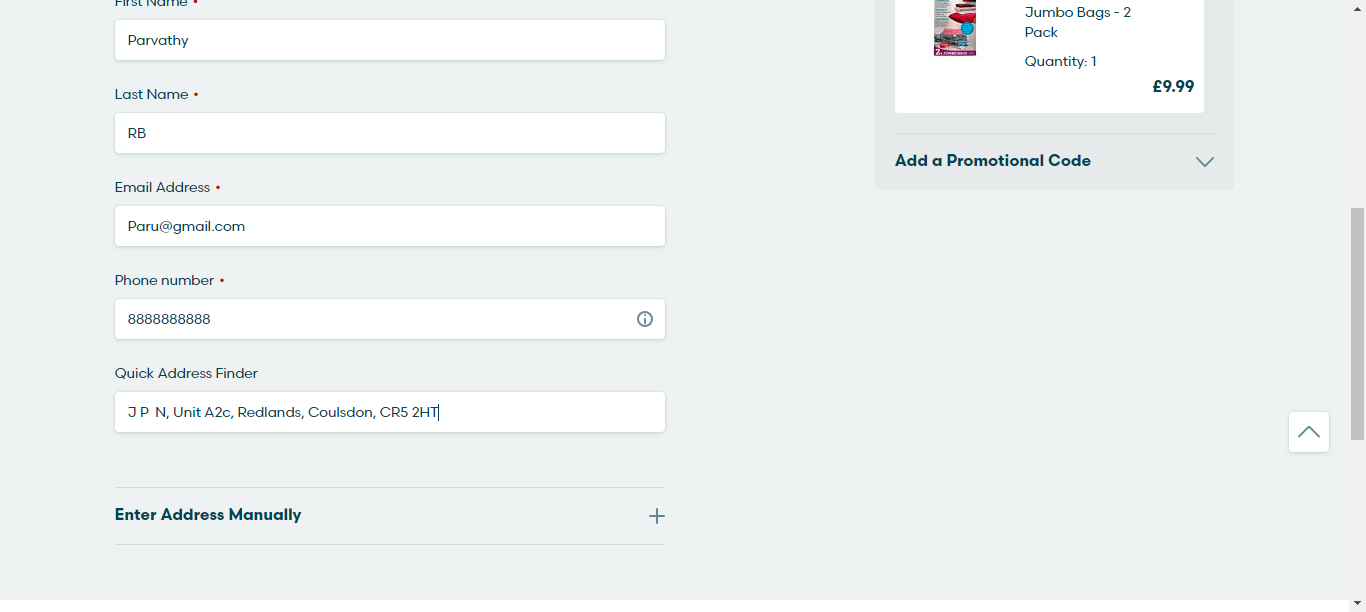 First Name •
Parvathy
Last Name •
RB
Email Address •
Paru@gmail.com
Phone number •
8888888888
Quick Address Finder
J P  N, Unit A2c, Redlands, Coulsdon, CR5 2HT
Enter Address Manually
Jumbo Bags - 2
Pack
Quantity: 1
£9.99
Add a Promotional Code